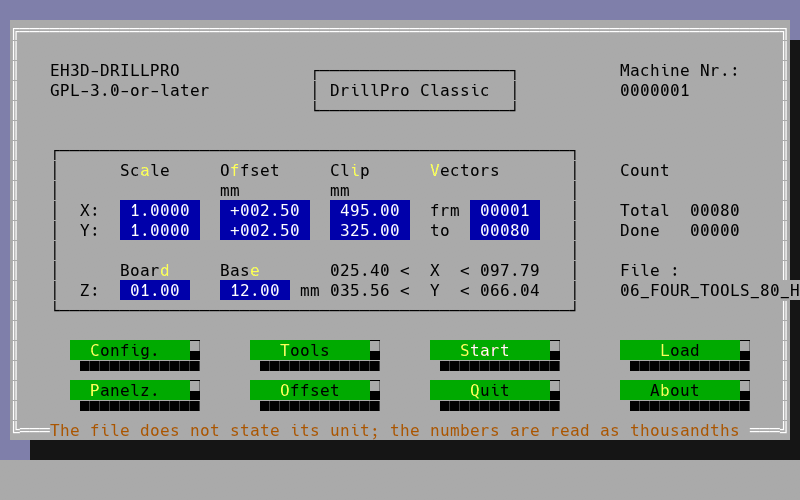 EH3D-DRILLPRO Machine Nr.:
GPL-3.0-or-later DrillPro Classic 0000001
Scale Offset Clip Vectors Count
mm mm
X: 1.0000 +002.50 495.00 frm 00001 Total 00080
Y: 1.0000 +002.50 325.00 to 00080 Done 00000
Board Base 025.40 < X < 097.79 File :
Z: 01.00 12.00 mm 035.56 < Y < 066.04 06_FOUR_TOOLS_80_H
Config. Tools Start Load
Panelz. Offset Quit About
The file does not state its unit; the numbers are read as thousandths